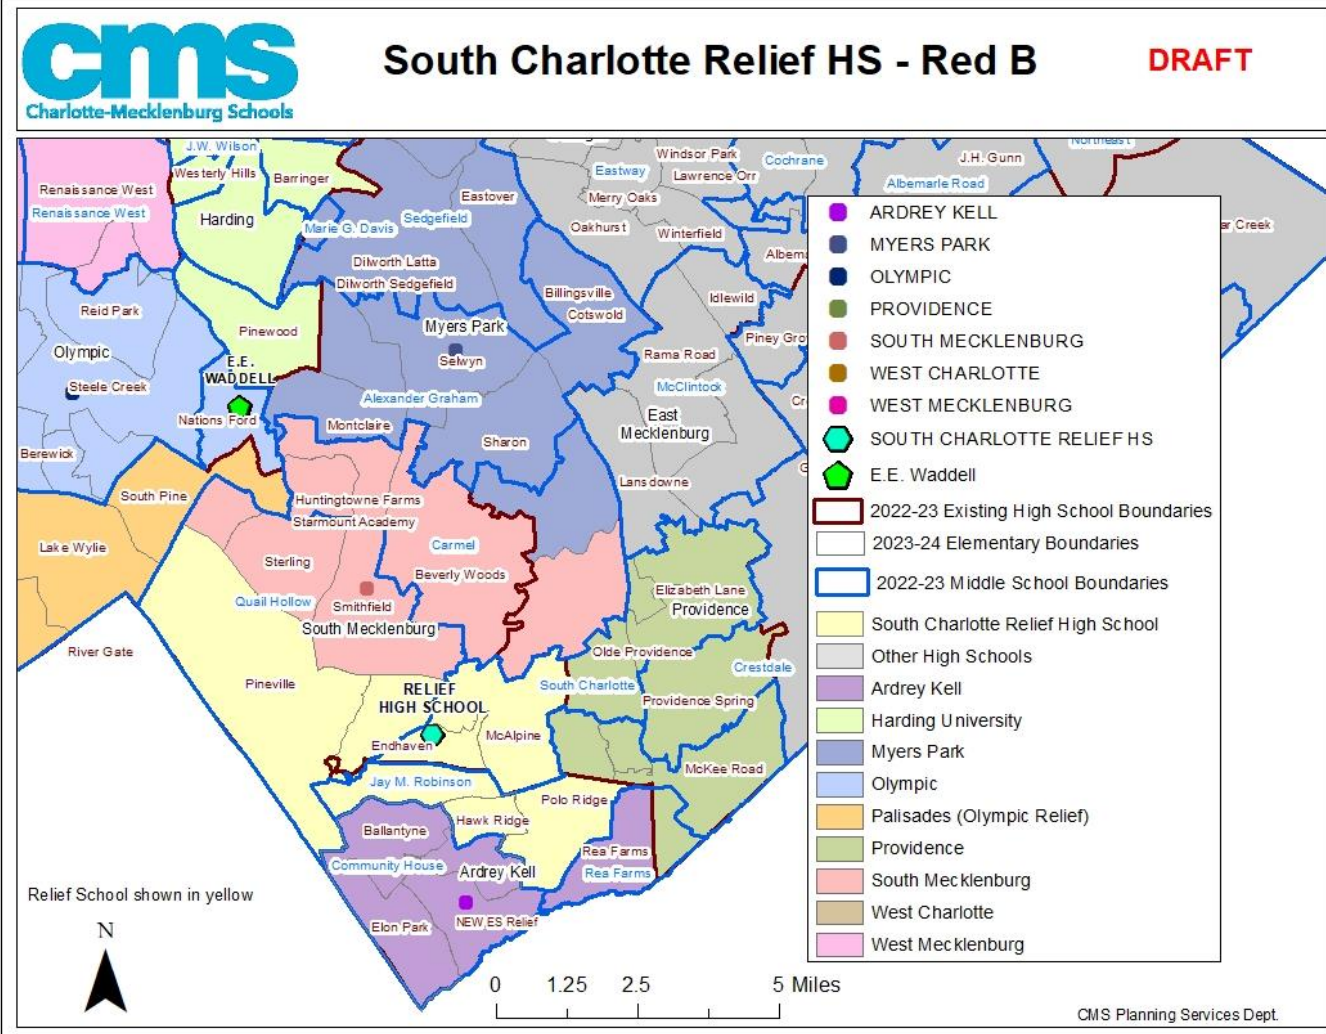 cms
Charlotte-Mecklenburg Schools
South Charlotte Relief HS - Red B
DRAFT
J.W. Wilson
Westerly Hills
Barringer
Renaissance West
Renaissance West
Harding
Marie G. Davis
Sedgefield
Eastover
Eastway
Windsor Park
Lawrence Orr
Cochrane
Merry Oaks
Oakhurst
Winterfield
J.H. Gunn
Albemarle Road
Dilworth Latta
Dilworth Sedgefield
Billingsville
Cotswold
Idlewild
Reid Park
Pinewood
Olympic
E.E.
WADDELL
Steele Creek
Nations Ford
Berewick
Myers Park
Selwyn
Alexander Graham
Montclaire
Sharon
Rama Road
McClintock
East
Mecklenburg
Lansdowne
South Pine
Lake Wylie
River Gate
Huntingtowne Farms
Starmount Academy
Carmel
Sterling
Beverly Woods
Quail Hollow
Smithfield
South Mecklenburg
Elizabeth Lane
Providence
Olde Providence
Crestdale
Pineville
RELIEF
HIGH SCHOOL
South Charlotte
Providence Spring
Endhaven
McAlpine
McKee Road
Jay M. Robinson
Polo Ridge
Ballantyne
Hawk Ridge
Rea Farms
Rea Farms
Community House
Ardrey Kell
Elon Park
NEW ES Relief
ARDREY KELL
MYERS PARK
OLYMPIC
PROVIDENCE
SOUTH MECKLENBURG
WEST CHARLOTTE
WEST MECKLENBURG
SOUTH CHARLOTTE RELIEF HS
E.E. Waddell
2022-23 Existing High School Boundaries
2023-24 Elementary Boundaries
2022-23 Middle School Boundaries
South Charlotte Relief High School
Other High Schools
Ardrey Kell
Harding University
Myers Park
Olympic
Palisades (Olympic Relief)
Providence
South Mecklenburg
West Charlotte
West Mecklenburg
Relief School shown in yellow
N
0 1.25 2.5 5 Miles
CMS Planning Services Dept.